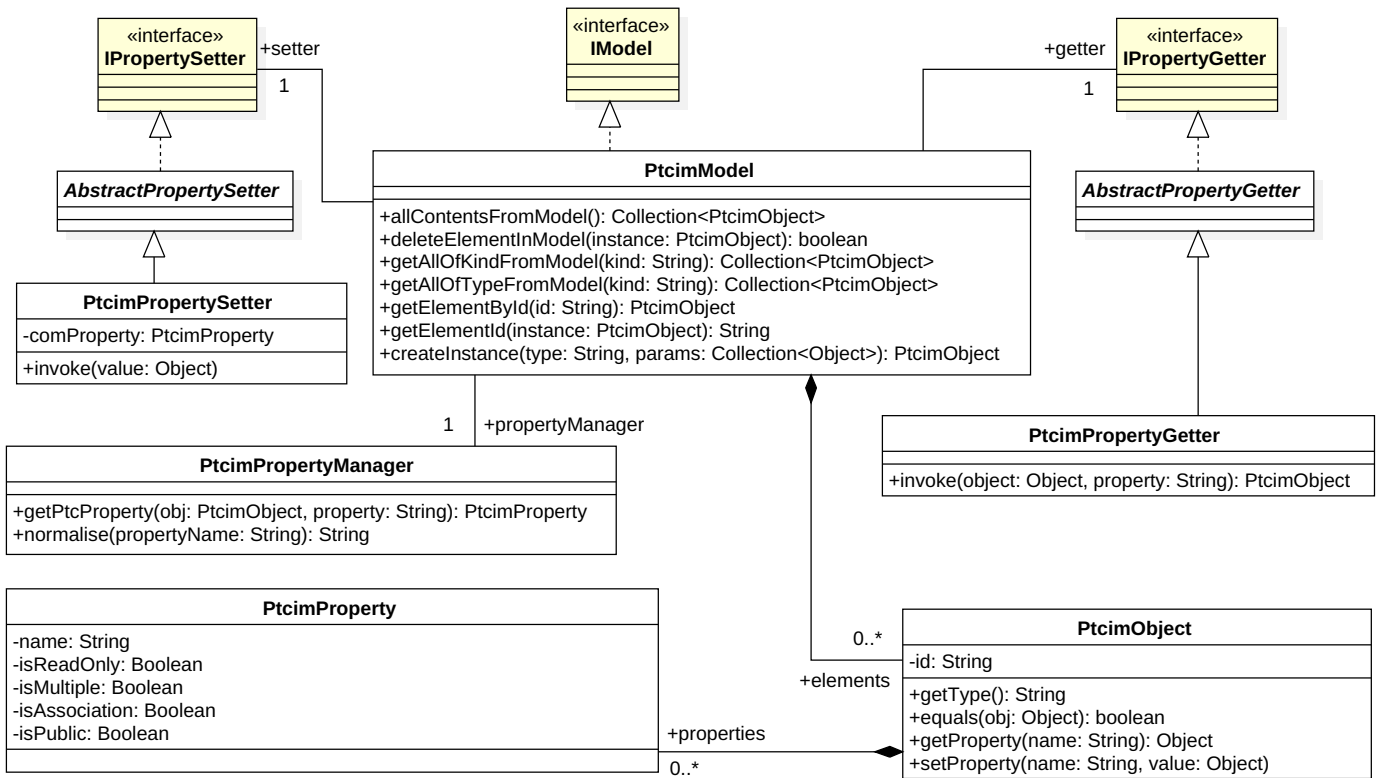 «interface»
IPropertySetter
+setter
1
«interface»
IModel
+getter
1
«interface»
IPropertyGetter
AbstractPropertySetter
PtcimPropertySetter
-comProperty: PtcimProperty
+invoke(value: Object)
PtcimModel
+allContentsFromModel(): Collection<PtcimObject>
+deleteElementInModel(instance: PtcimObject): boolean
+getAllOfKindFromModel(kind: String): Collection<PtcimObject>
+getAllOfTypeFromModel(kind: String): Collection<PtcimObject>
+getElementById(id: String): PtcimObject
+getElementId(instance: PtcimObject): String
+createInstance(type: String, params: Collection<Object>): PtcimObject
AbstractPropertyGetter
1
+propertyManager
PtcimPropertyManager
+getPtcProperty(obj: PtcimObject, property: String): PtcimProperty
+normalise(propertyName: String): String
PtcimPropertyGetter
+invoke(object: Object, property: String): PtcimObject
PtcimProperty
-name: String
-isReadOnly: Boolean
-isMultiple: Boolean
-isAssociation: Boolean
-isPublic: Boolean
0..*
+elements
+properties
0..*
PtcimObject
-id: String
+getType(): String
+equals(obj: Object): boolean
+getProperty(name: String): Object
+setProperty(name: String, value: Object)